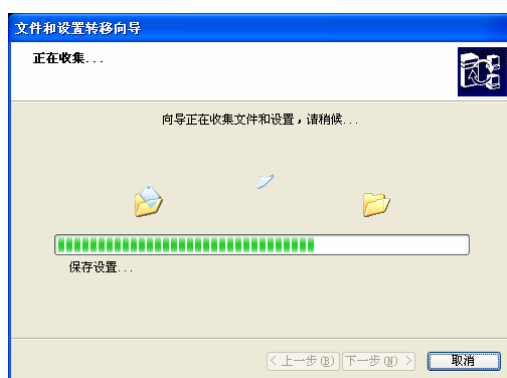 文件和设置转移向导
正在收集...
向导正在收集文件和设置，请稍候...
保存设置...
< 上一步(B) 下一步(N) > 取消